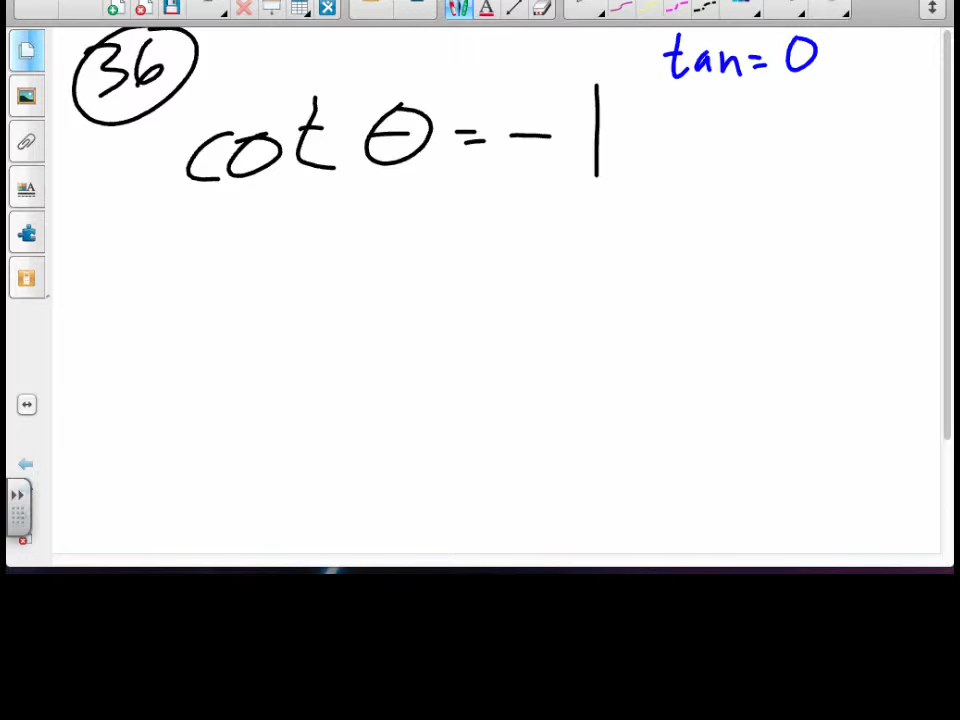 36
tan= 0
cot θ = - 1